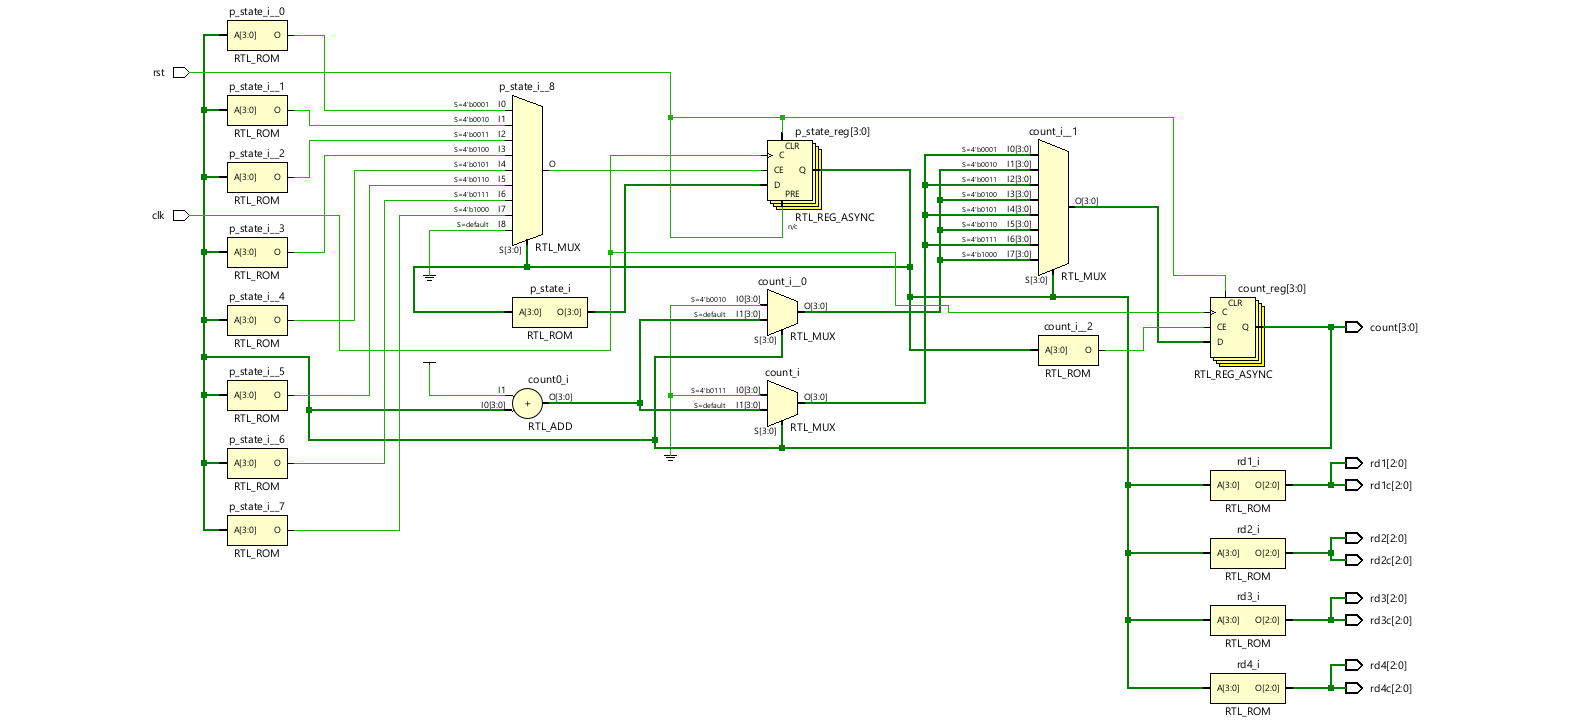 p_state_i__0
A[3:0] O
RTL_ROM
rst
p_state_i__1
A[3:0] O
RTL_ROM
p_state_i__2
A[3:0] O
RTL_ROM
clk
p_state_i__3
A[3:0] O
RTL_ROM
p_state_i__4
A[3:0] O
RTL_ROM
p_state_i__5
A[3:0] O
RTL_ROM
p_state_i__6
A[3:0] O
RTL_ROM
p_state_i__7
A[3:0] O
RTL_ROM
p_state_i__8
S=4'b0001 I0
S=4'b0010 I1
S=4'b0011 I2
S=4'b0100 I3
S=4'b0101 I4
S=4'b0110 I5
S=4'b0111 I6
S=4'b1000 I7
S=default I8
O
S[3:0]
RTL_MUX
p_state_i
A[3:0] O[3:0]
RTL_ROM
count0_i
I1
I0[3:0]
+
O[3:0]
RTL_ADD
p_state_reg[3:0]
CLR
C
CE Q
D
PRE
RTL_REG_ASYNC
n/c
count_i__0
S=4'b0010 I0[3:0]
S=default I1[3:0]
O[3:0]
S[3:0]
RTL_MUX
count_i
S=4'b0111 I0[3:0]
S=default I1[3:0]
O[3:0]
S[3:0]
RTL_MUX
count_i__1
S=4'b0001 I0[3:0]
S=4'b0010 I1[3:0]
S=4'b0011 I2[3:0]
S=4'b0100 I3[3:0]
S=4'b0101 I4[3:0]
S=4'b0110 I5[3:0]
S=4'b0111 I6[3:0]
S=4'b1000 I7[3:0]
O[3:0]
S[3:0]
RTL_MUX
count_i__2
A[3:0] O
RTL_ROM
count_reg[3:0]
CLR
C
CE Q
D
RTL_REG_ASYNC
count[3:0]
rd1_i
A[3:0] O[2:0]
RTL_ROM
rd1[2:0]
rd1c[2:0]
rd2_i
A[3:0] O[2:0]
RTL_ROM
rd2[2:0]
rd2c[2:0]
rd3_i
A[3:0] O[2:0]
RTL_ROM
rd3[2:0]
rd3c[2:0]
rd4_i
A[3:0] O[2:0]
RTL_ROM
rd4[2:0]
rd4c[2:0]